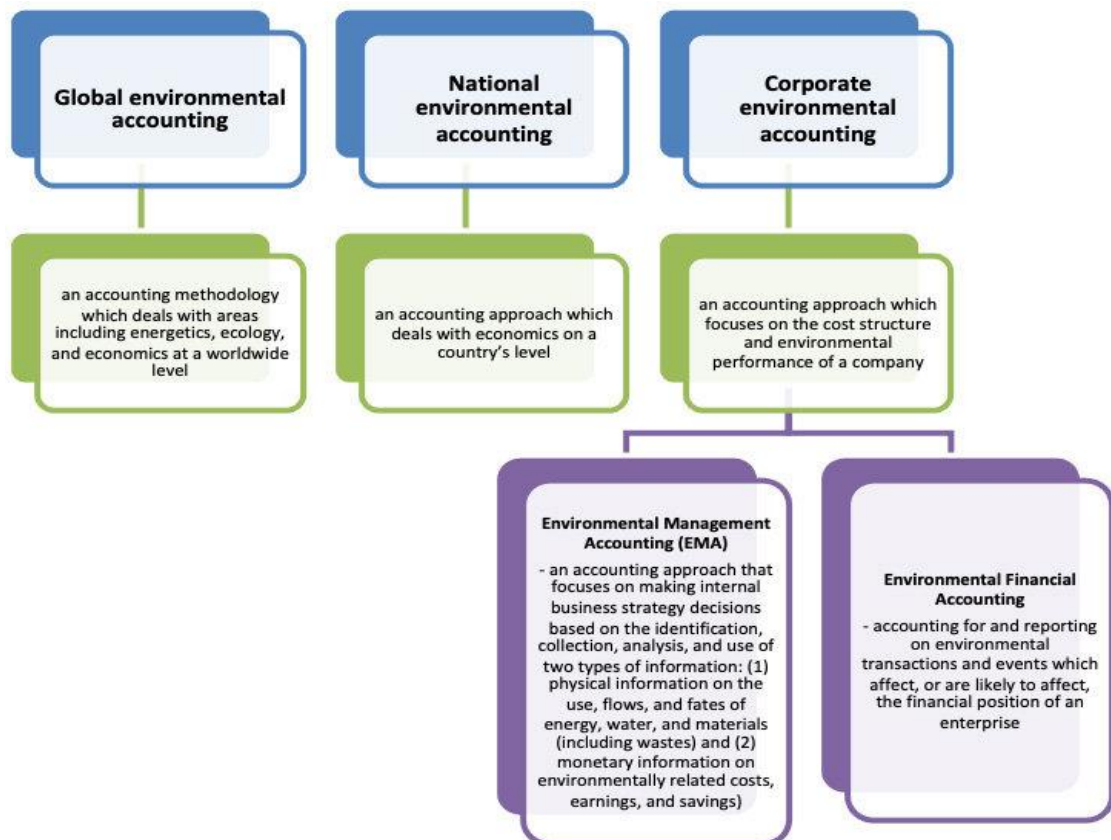 Global environmental
accounting
National
environmental
accounting
Corporate
environmental
accounting
an accounting methodology
which deals with areas
including energetics, ecology,
and economics at a worldwide
level
an accounting approach which
deals with economics on a
country’s level
an accounting approach which
focuses on the cost structure
and environmental
performance of a company
Environmental Management
Accounting (EMA)
- an accounting approach that
focuses on making internal
business strategy decisions
based on the identification,
collection, analysis, and use of
two types of information: (1)
physical information on the
use, flows, and fates of
energy, water, and materials
(including wastes) and (2)
monetary information on
environmentally related costs,
earnings, and savings)
Environmental Financial
Accounting
- accounting for and reporting
on environmental
transactions and events which
affect, or are likely to affect,
the financial position of an
enterprise